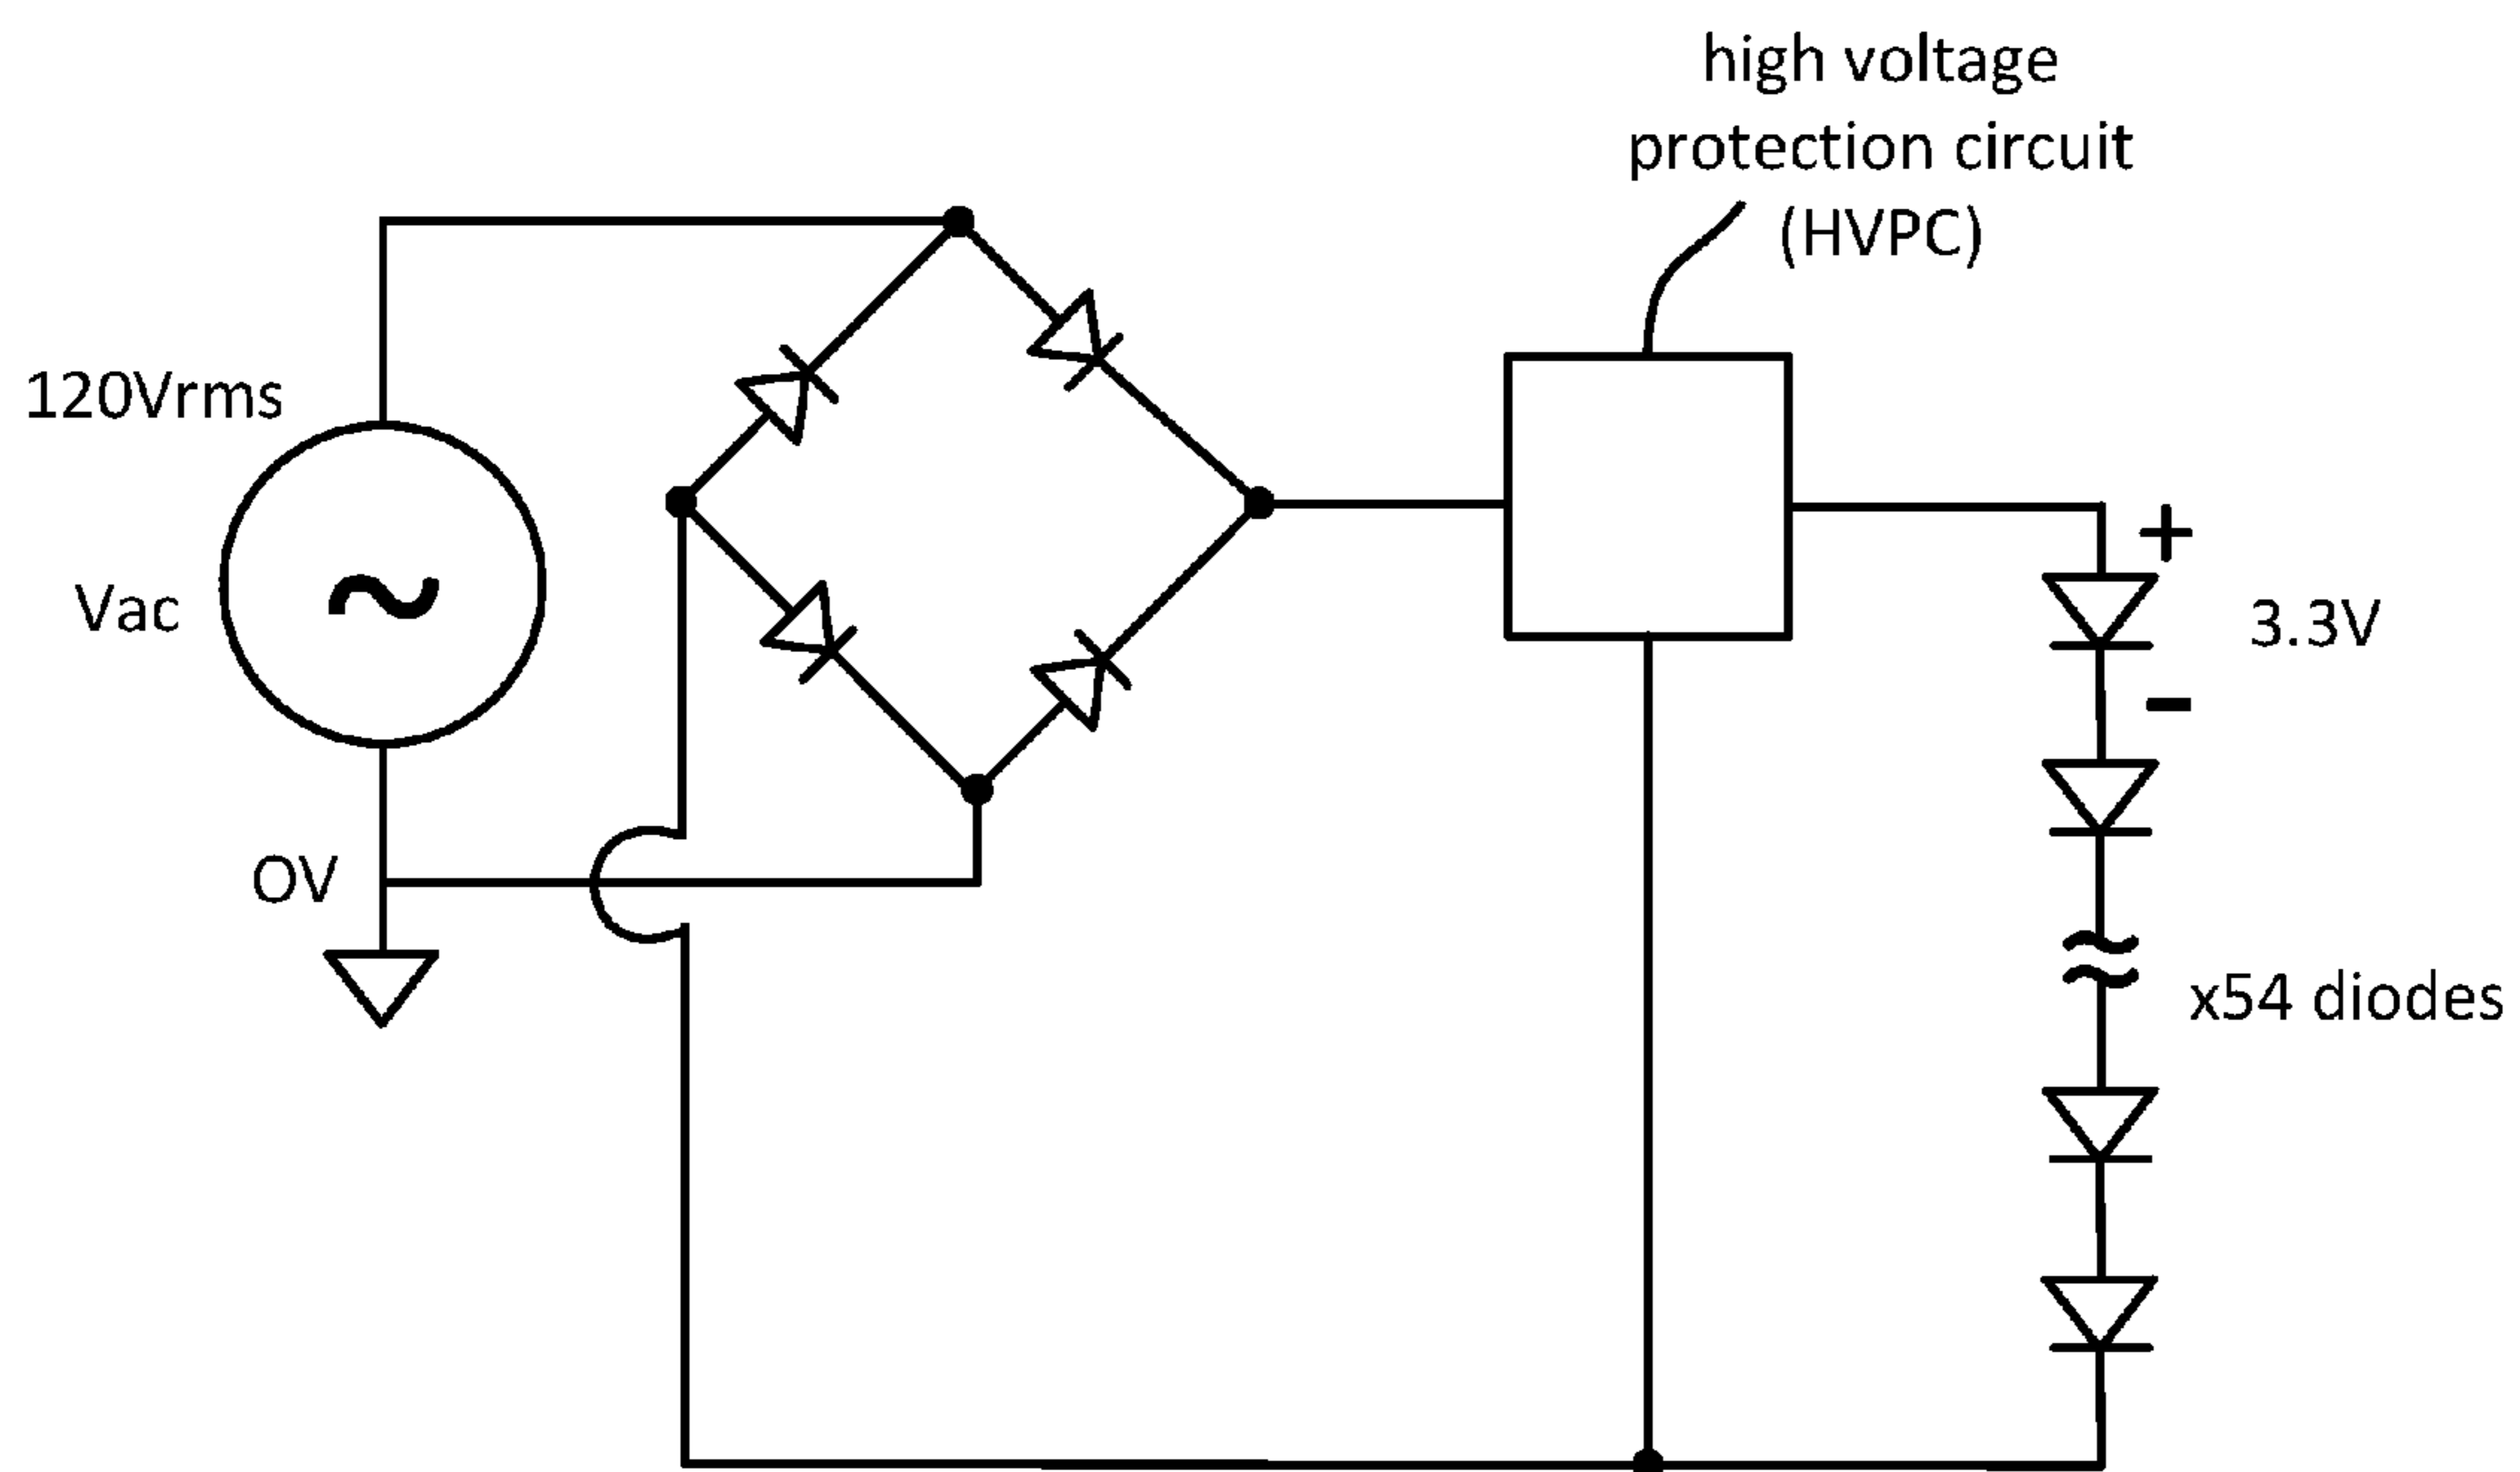 high voltage
protection circuit
(HVPC)
120Vrms
Vac
0V
+
3.3V
-
x54 diodes